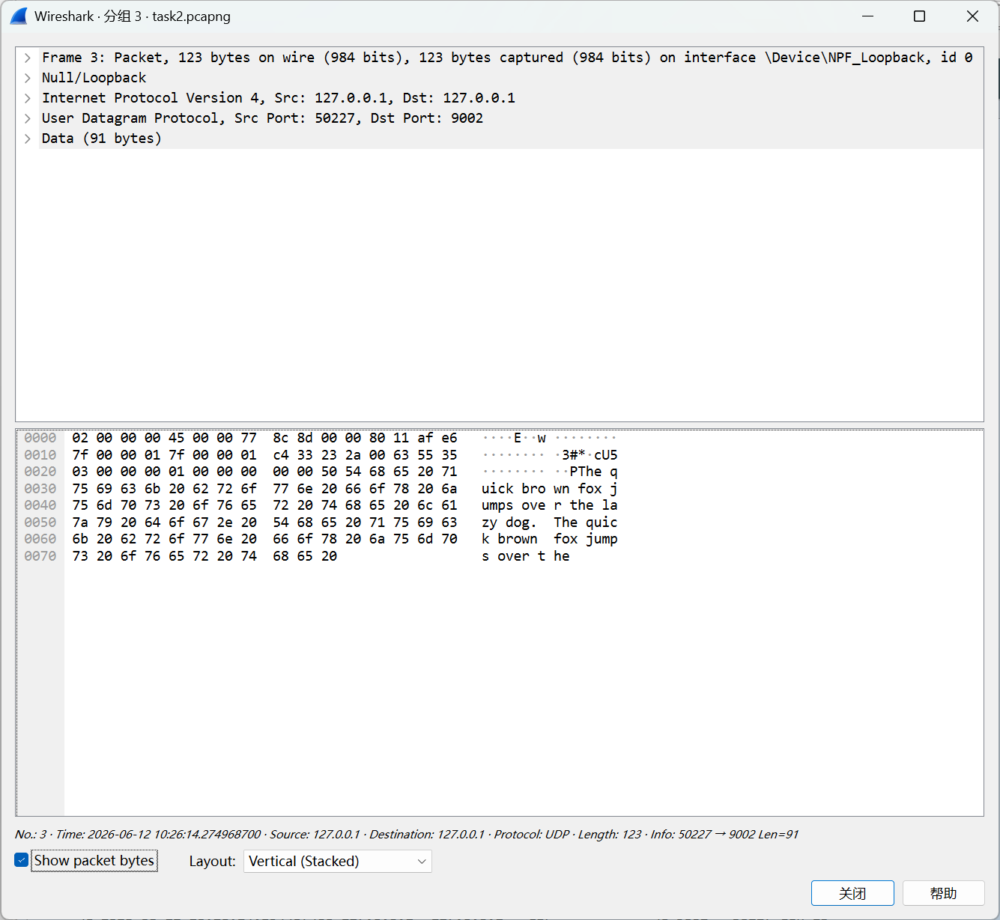 Wireshark · 分组 3 · task2.pcapng
Frame 3: Packet, 123 bytes on wire (984 bits), 123 bytes captured (984 bits) on interface \Device\NPF_Loopback, id 0
Null/Loopback
Internet Protocol Version 4, Src: 127.0.0.1, Dst: 127.0.0.1
User Datagram Protocol, Src Port: 50227, Dst Port: 9002
Data (91 bytes)
0000 02 00 00 00 45 00 00 77 8c 8d 00 00 80 11 af e6 ····E··w ········
0010 7f 00 00 01 7f 00 00 01 c4 33 23 2a 00 63 55 35 ········ ·3#*·cU5
0020 03 00 00 00 01 00 00 00 00 00 50 54 68 65 20 71 ········ ··PThe q
0030 75 69 63 6b 20 62 72 6f 77 6e 20 66 6f 78 20 6a uick bro wn fox j
0040 75 6d 70 73 20 6f 76 65 72 20 74 68 65 20 6c 61 umps ove r the la
0050 7a 79 20 64 6f 67 2e 20 54 68 65 20 71 75 69 63 zy dog.  The quic
0060 6b 20 62 72 6f 77 6e 20 66 6f 78 20 6a 75 6d 70 k brown  fox jump
0070 73 20 6f 76 65 72 20 74 68 65 20 s over t he
No.: 3 · Time: 2026-06-12 10:26:14.274968700 · Source: 127.0.0.1 · Destination: 127.0.0.1 · Protocol: UDP · Length: 123 · Info: 50227 → 9002 Len=91
Show packet bytes Layout: Vertical (Stacked)
关闭 帮助